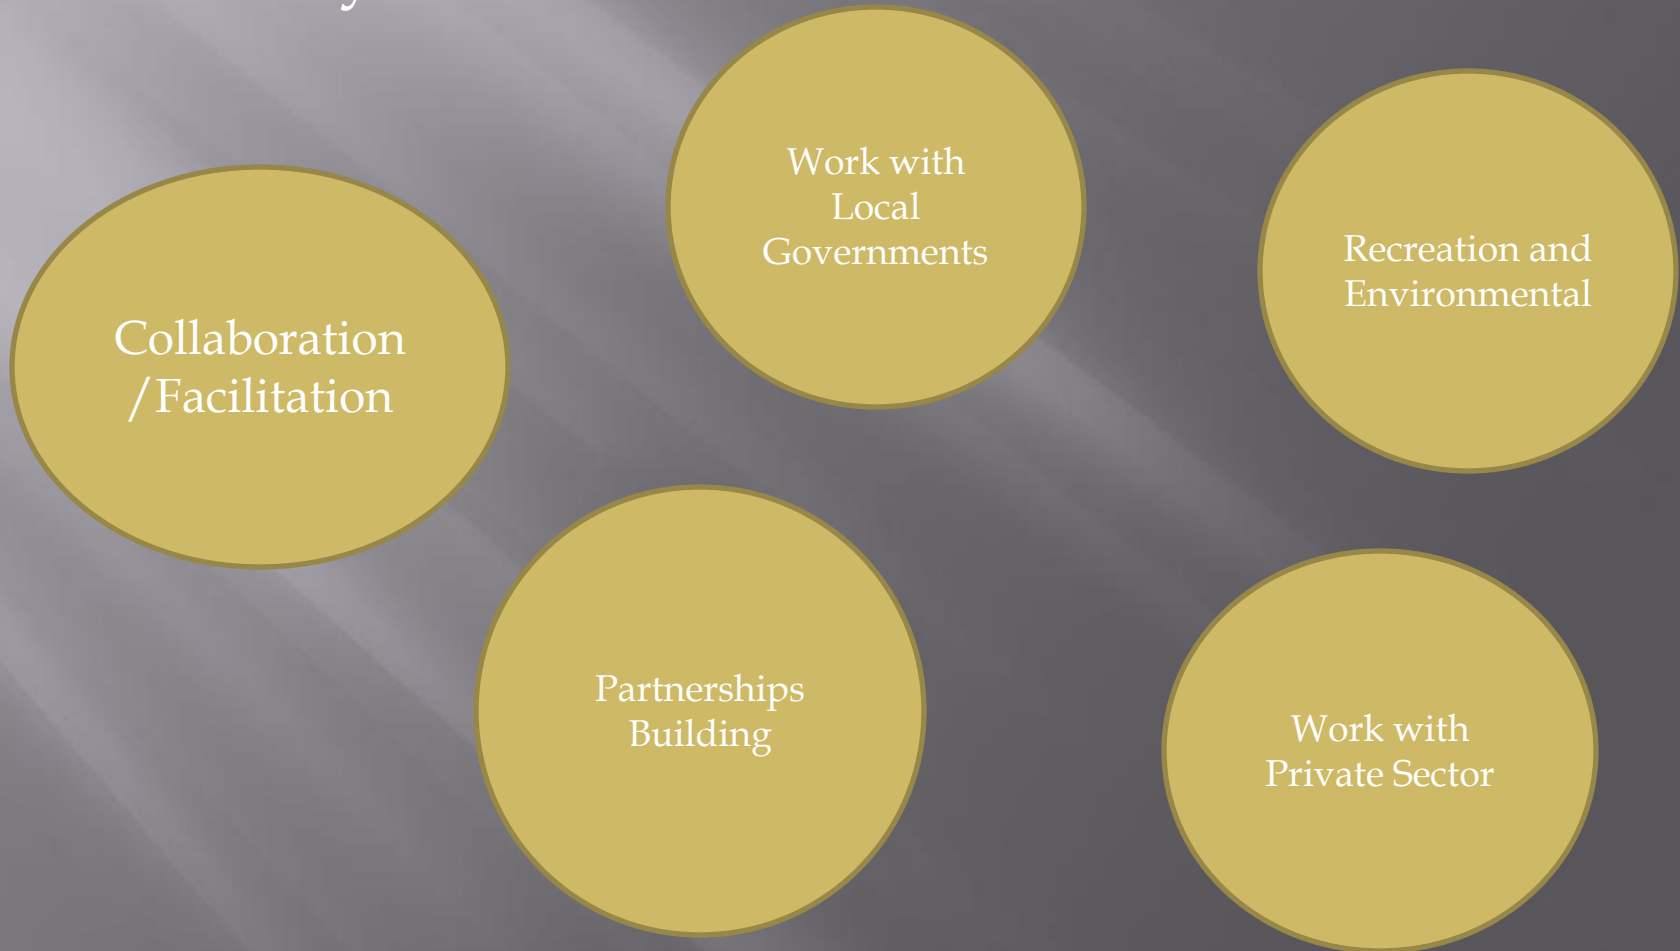 Work with
Local
Governments
Recreation and
Environmental
Collaboration
/Facilitation
Partnerships
Building
Work with
Private Sector